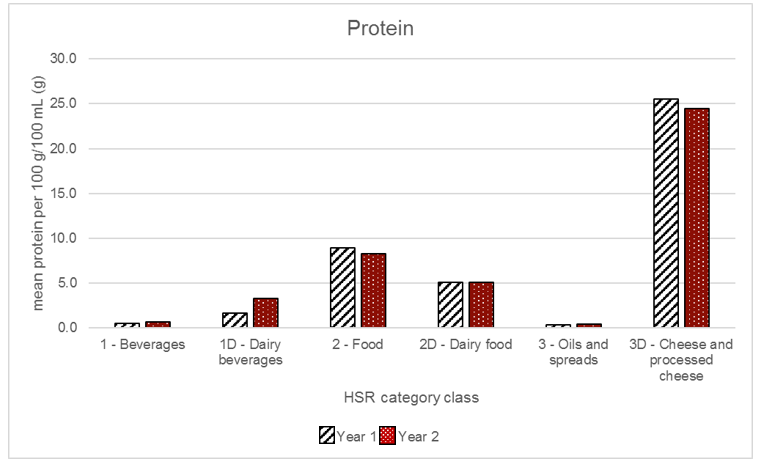 Protein
mean protein per 100 g/100 mL (g)
30.0
25.0
20.0
15.0
10.0
5.0
0.0
1 - Beverages
1D - Dairy
beverages
2 - Food
2D - Dairy food
3 - Oils and
spreads
3D - Cheese and
processed
cheese
HSR category class
Year 1
Year 2